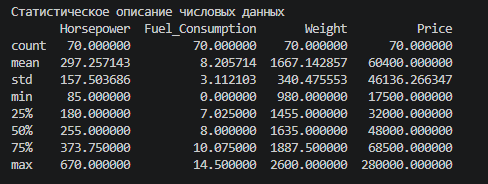 Статистическое описание числовых данных
Horsepower Fuel_Consumption Weight Price
count 70.000000 70.000000 70.000000 70.000000
mean 297.257143 8.205714 1667.142857 60400.000000
std 157.503686 3.112103 340.475553 46136.266347
min 85.000000 0.000000 980.000000 17500.000000
25% 180.000000 7.025000 1455.000000 32000.000000
50% 255.000000 8.000000 1635.000000 48000.000000
75% 373.750000 10.075000 1887.500000 68500.000000
max 670.000000 14.500000 2600.000000 280000.000000